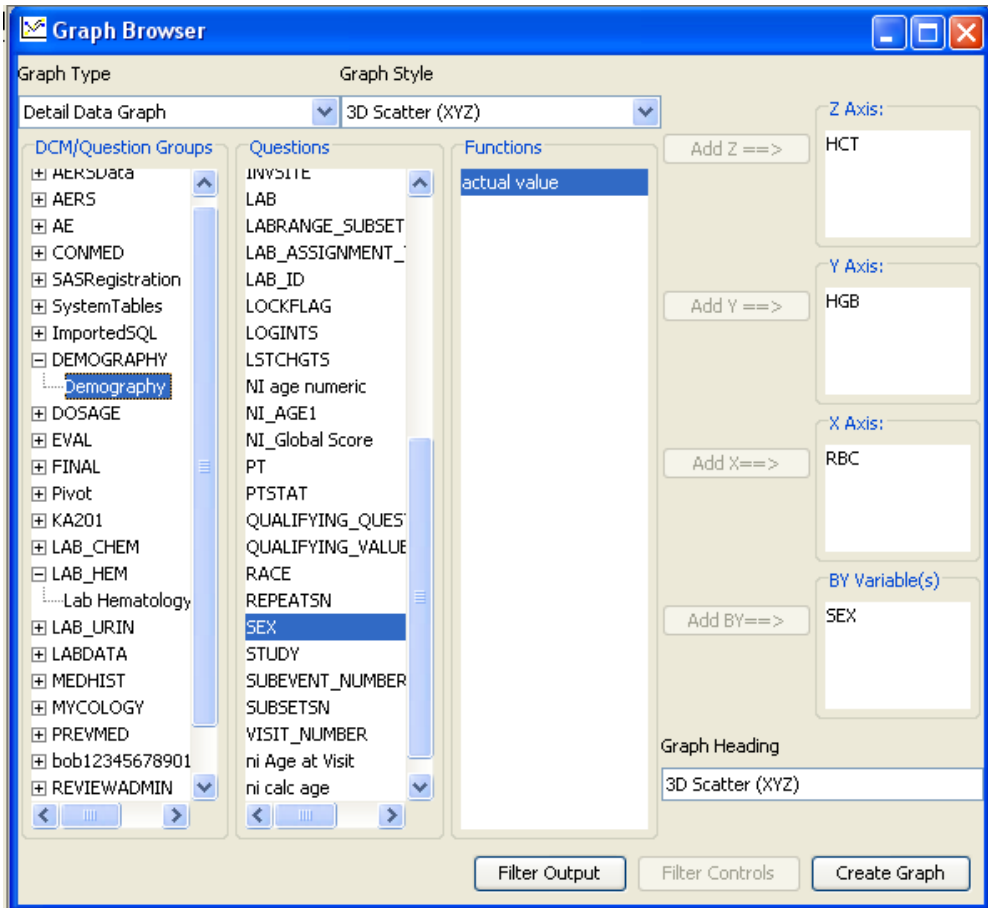 Graph Browser
Graph Type
Graph Style
Detail Data Graph
3D Scatter (XYZ)
DCM/Question Groups
AERSData
AERS
AE
CONMED
SASRegistration
SystemTables
ImportedSQL
DEMOGRAPHY
Demography
DOSAGE
EVAL
FINAL
Pivot
KA201
LAB_CHEM
LAB_HEM
Lab Hematology
LAB_URIN
LABDATA
MEDHIST
MYCOLOGY
PREVMED
bob12345678901
REVIEWADMIN
Questions
INVSITE
LAB
LABRANGE_SUBSET
LAB_ASSIGNMENT_
LAB_ID
LOCKFLAG
LOGINTS
LSTCHGTS
NI age numeric
NI_AGE1
NI_Global Score
PT
PTSTAT
QUALIFYING_QUES
QUALIFYING_VALUE
RACE
REPEATSN
SEX
STUDY
SUBEVENT_NUMBER
SUBSETSN
VISIT_NUMBER
ni Age at Visit
ni calc age
Functions
actual value
Add Z ==>
Z Axis:
HCT
Add Y ==>
Y Axis:
HGB
Add X==>
X Axis:
RBC
Add BY==>
BY Variable(s)
SEX
Graph Heading
3D Scatter (XYZ)
Filter Output
Filter Controls
Create Graph